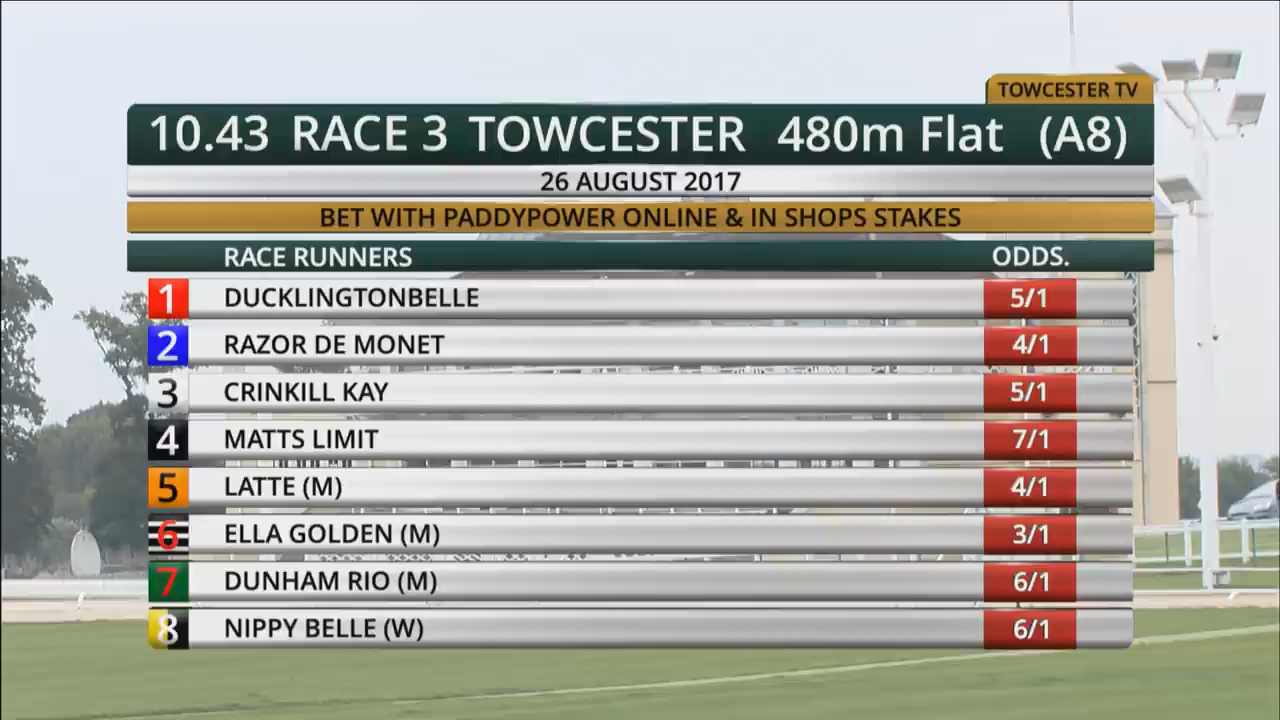 TOWCESTER TV
10.43 RACE 3 TOWCESTER 480m Flat (A8)
26 AUGUST 2017
BET WITH PADDYPOWER ONLINE & IN SHOPS STAKES
RACE RUNNERS ODDS.
1 DUCKLINGTONBELLE 5/1
2 RAZOR DE MONET 4/1
3 CRINKILL KAY 5/1
4 MATTS LIMIT 7/1
5 LATTE (M) 4/1
6 ELLA GOLDEN (M) 3/1
7 DUNHAM RIO (M) 6/1
8 NIPPY BELLE (W) 6/1